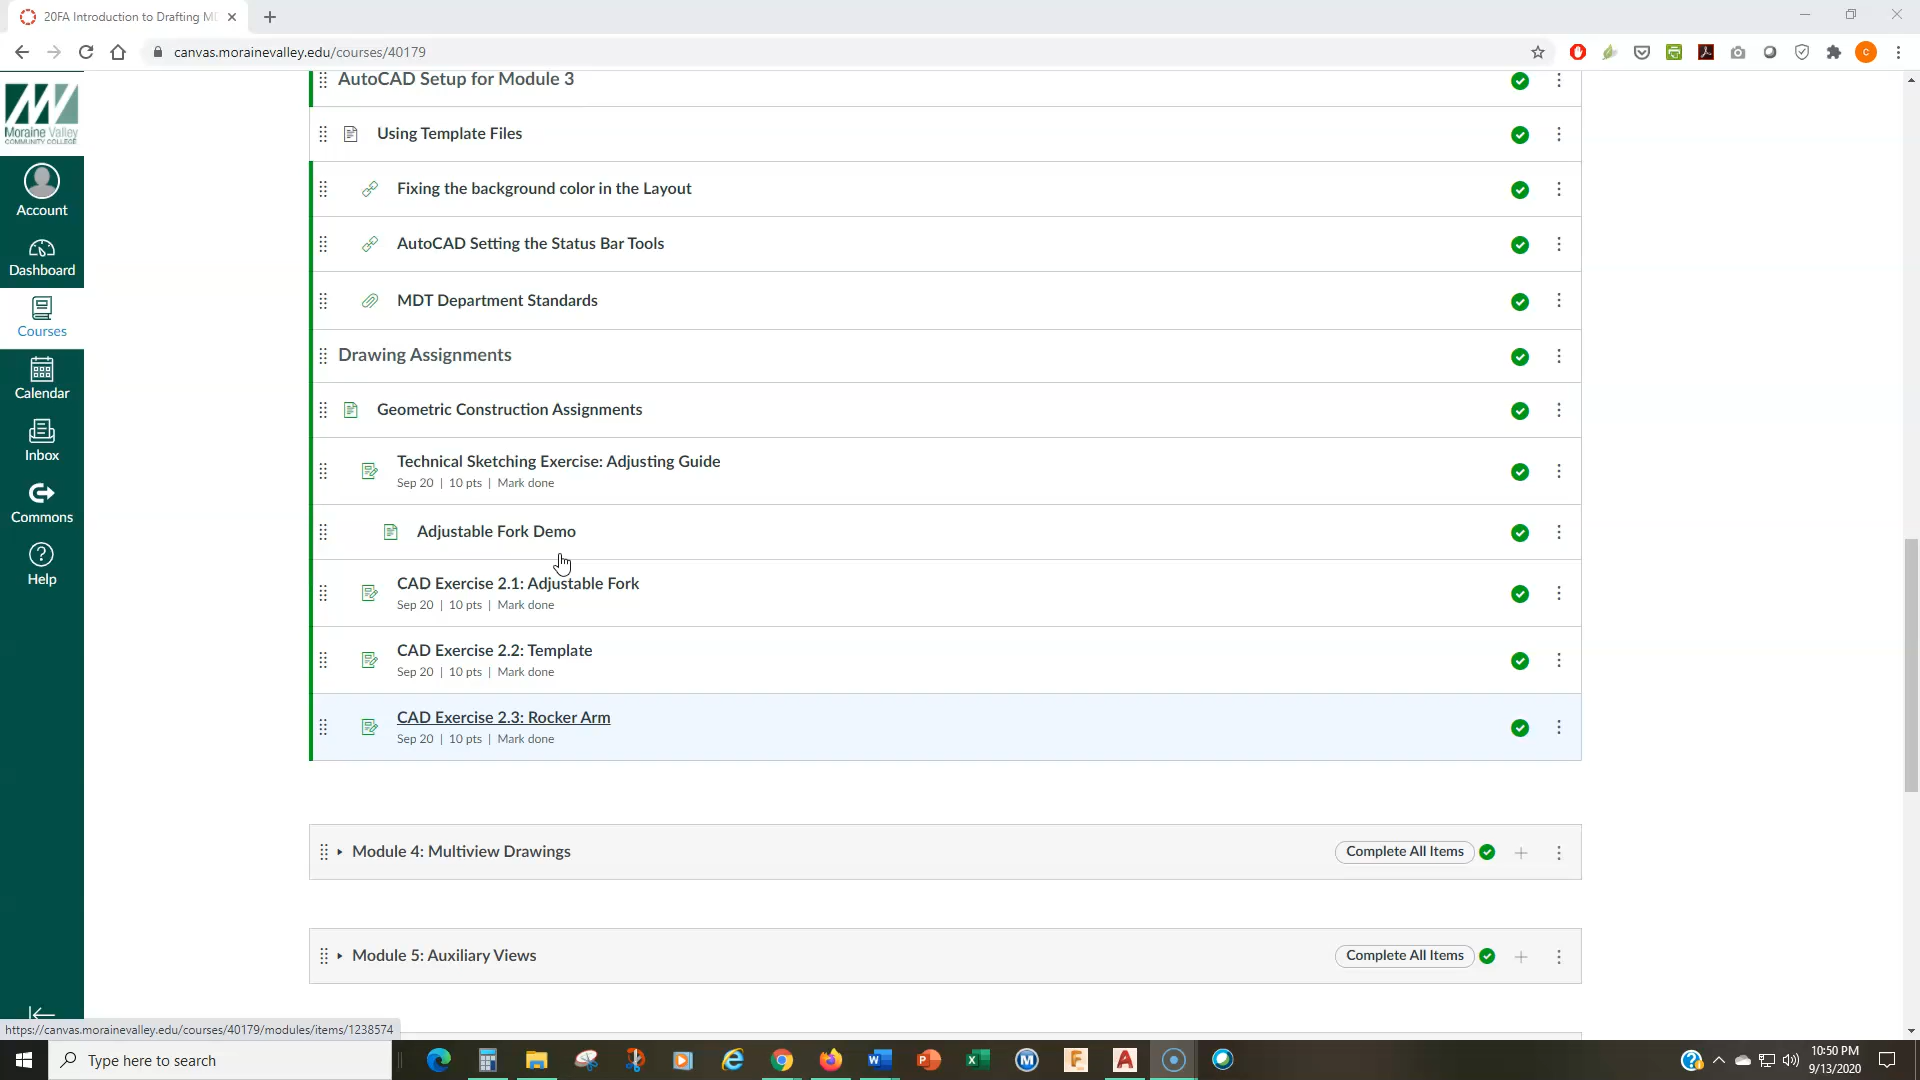 20FA Introduction to Drafting MD
canvas.morainevalley.edu/courses/40179
C
Moraine Valley
COMMUNITY COLLEGE
Account
Dashboard
Courses
Calendar
Inbox
Commons
Help
AutoCAD Setup for Module 3
Using Template Files
Fixing the background color in the Layout
AutoCAD Setting the Status Bar Tools
MDT Department Standards
Drawing Assignments
Geometric Construction Assignments
Technical Sketching Exercise: Adjusting Guide
Sep 20 | 10 pts | Mark done
Adjustable Fork Demo
CAD Exercise 2.1: Adjustable Fork
Sep 20 | 10 pts | Mark done
CAD Exercise 2.2: Template
Sep 20 | 10 pts | Mark done
CAD Exercise 2.3: Rocker Arm
Sep 20 | 10 pts | Mark done
Module 4: Multiview Drawings
Complete All Items
Module 5: Auxiliary Views
Complete All Items
https://canvas.morainevalley.edu/courses/40179/modules/items/1238574
Type here to search
10:50 PM
9/13/2020